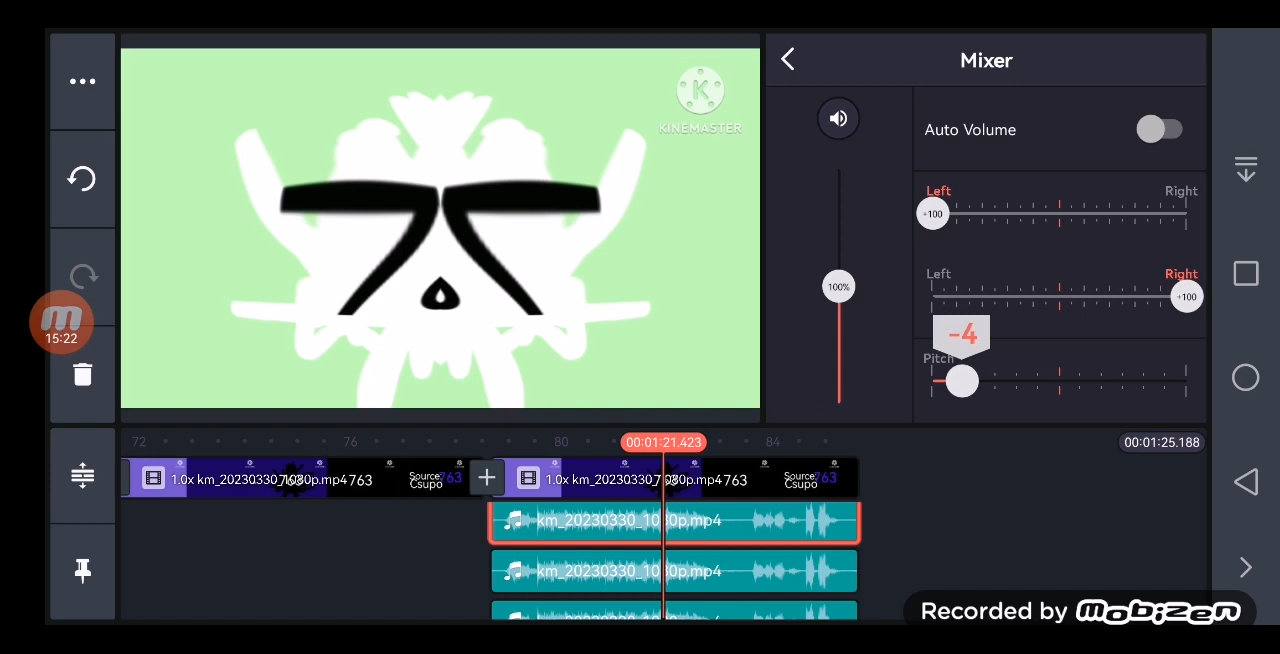 Mixer
K
KINEMASTER
Auto Volume
Left
Right
+100
Left
Right
+100
100%
-4
Pitch
15:22
72
76
80
00:01:21.423
84
00:01:25.188
1.0x km_20230330_1080p.mp4
763
Source
Csupo
763
1.0x km_20230330_1080p.mp4
763
Source
Csupo
763
km_20230330_1080p.mp4
km_20230330_1080p.mp4
Recorded by mobizen